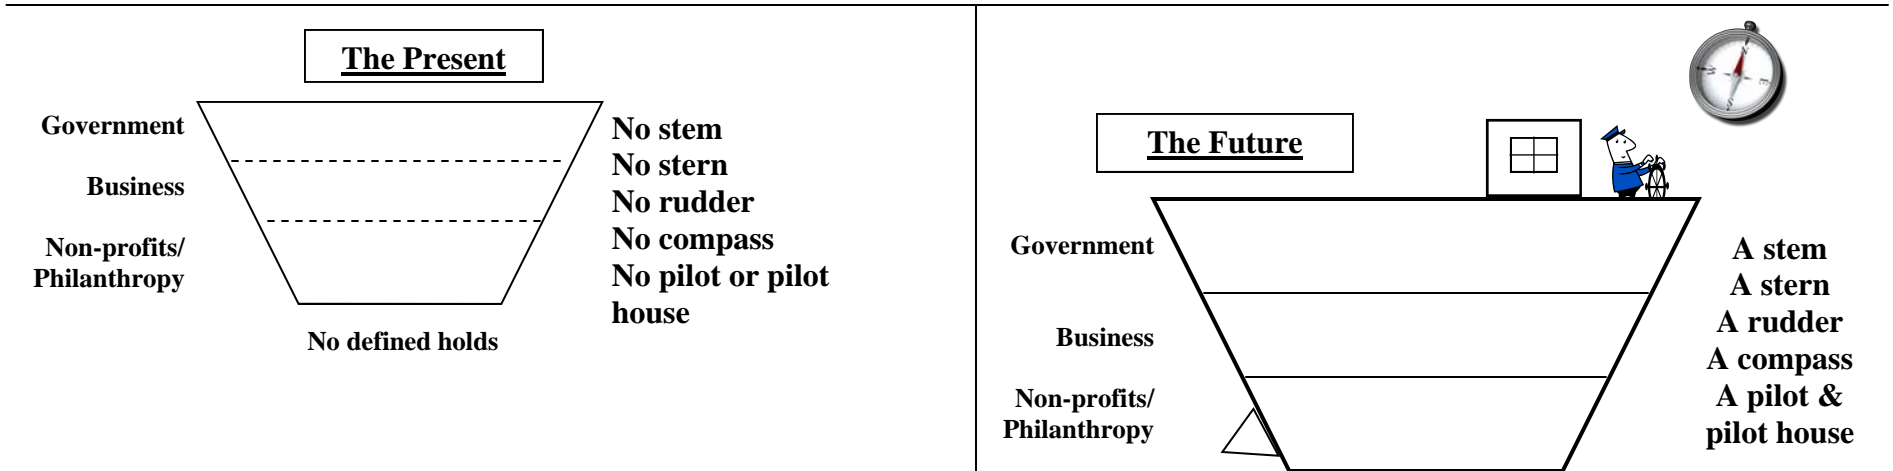 The Present
Government
Business
Non-profits/
Philanthropy
No stem
No stern
No rudder
No compass
No pilot or pilot
house
No defined holds
The Future
N
E
S
W
Government
Business
Non-profits/
Philanthropy
A stem
A stern
A rudder
A compass
A pilot &
pilot house